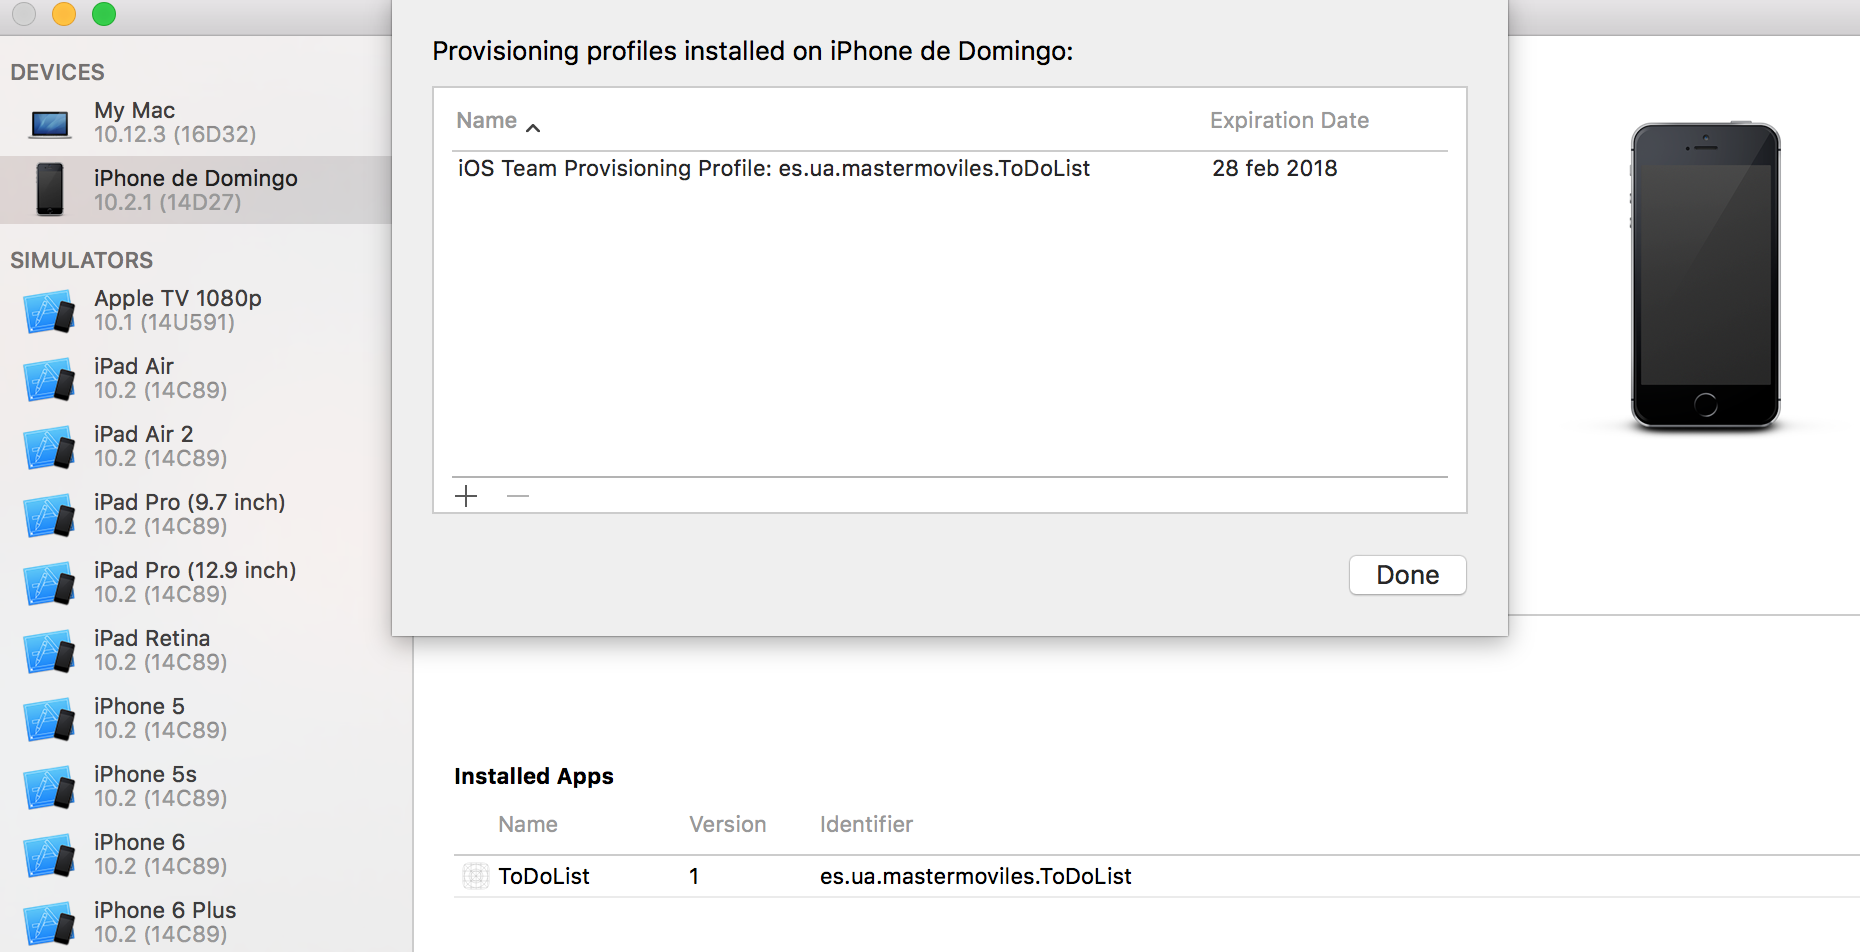 DEVICES
My Mac
10.12.3 (16D32)
iPhone de Domingo
10.2.1 (14D27)
SIMULATORS
Apple TV 1080p
10.1 (14U591)
iPad Air
10.2 (14C89)
iPad Air 2
10.2 (14C89)
iPad Pro (9.7 inch)
10.2 (14C89)
iPad Pro (12.9 inch)
10.2 (14C89)
iPad Retina
10.2 (14C89)
iPhone 5
10.2 (14C89)
iPhone 5s
10.2 (14C89)
iPhone 6
10.2 (14C89)
iPhone 6 Plus
10.2 (14C89)
Provisioning profiles installed on iPhone de Domingo:
Name Expiration Date
iOS Team Provisioning Profile: es.ua.mastermoviles.ToDoList 28 feb 2018
Done
Installed Apps
Name Version Identifier
ToDoList 1 es.ua.mastermoviles.ToDoList